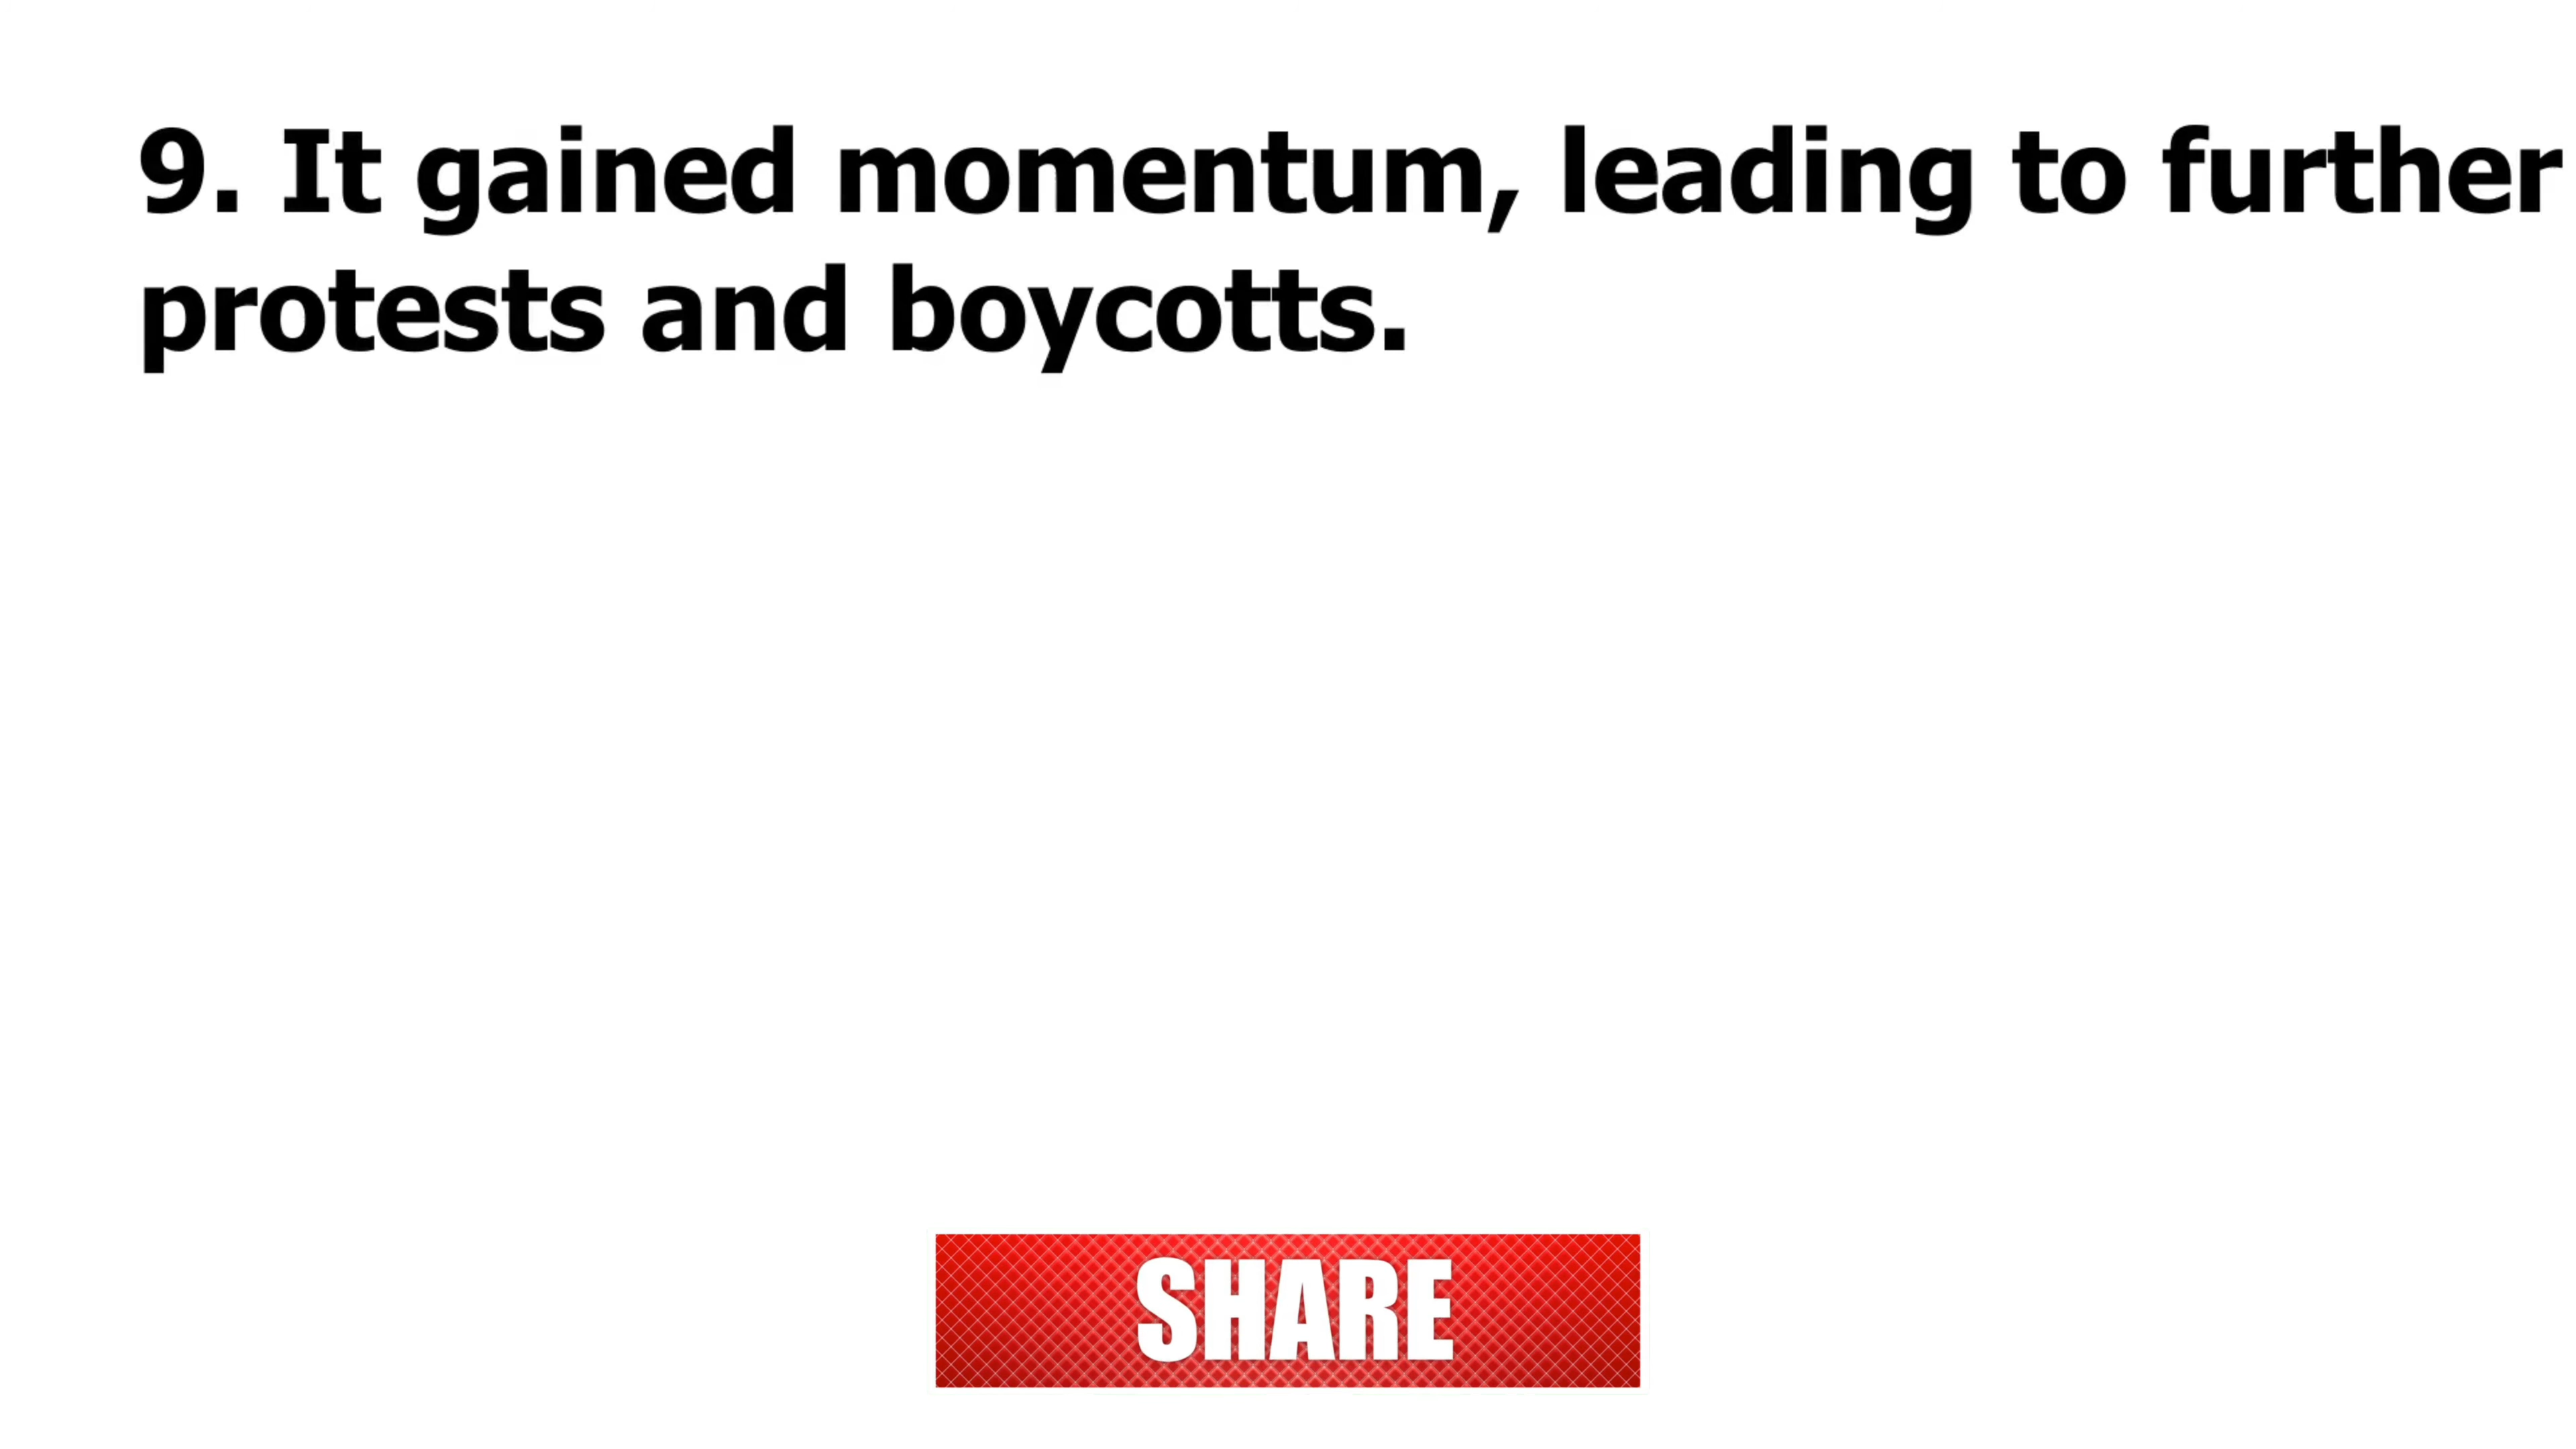 9. It gained momentum, leading to further
protests and boycotts.
SHARE